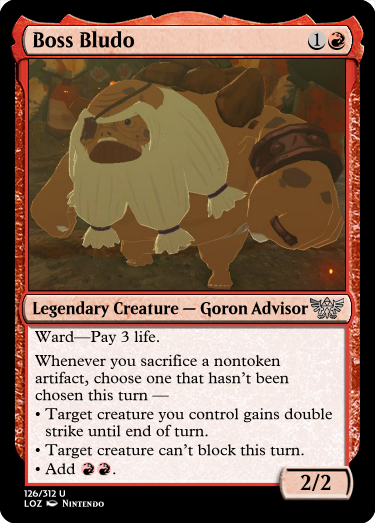 Boss Bludo 1
Legendary Creature — Goron Advisor
Ward—Pay 3 life.
Whenever you sacrifice a nontoken
artifact, choose one that hasn't been
chosen this turn —
• Target creature you control gains double
strike until end of turn.
• Target creature can't block this turn.
• Add .
2/2
126/312 U
LOZ Nintendo